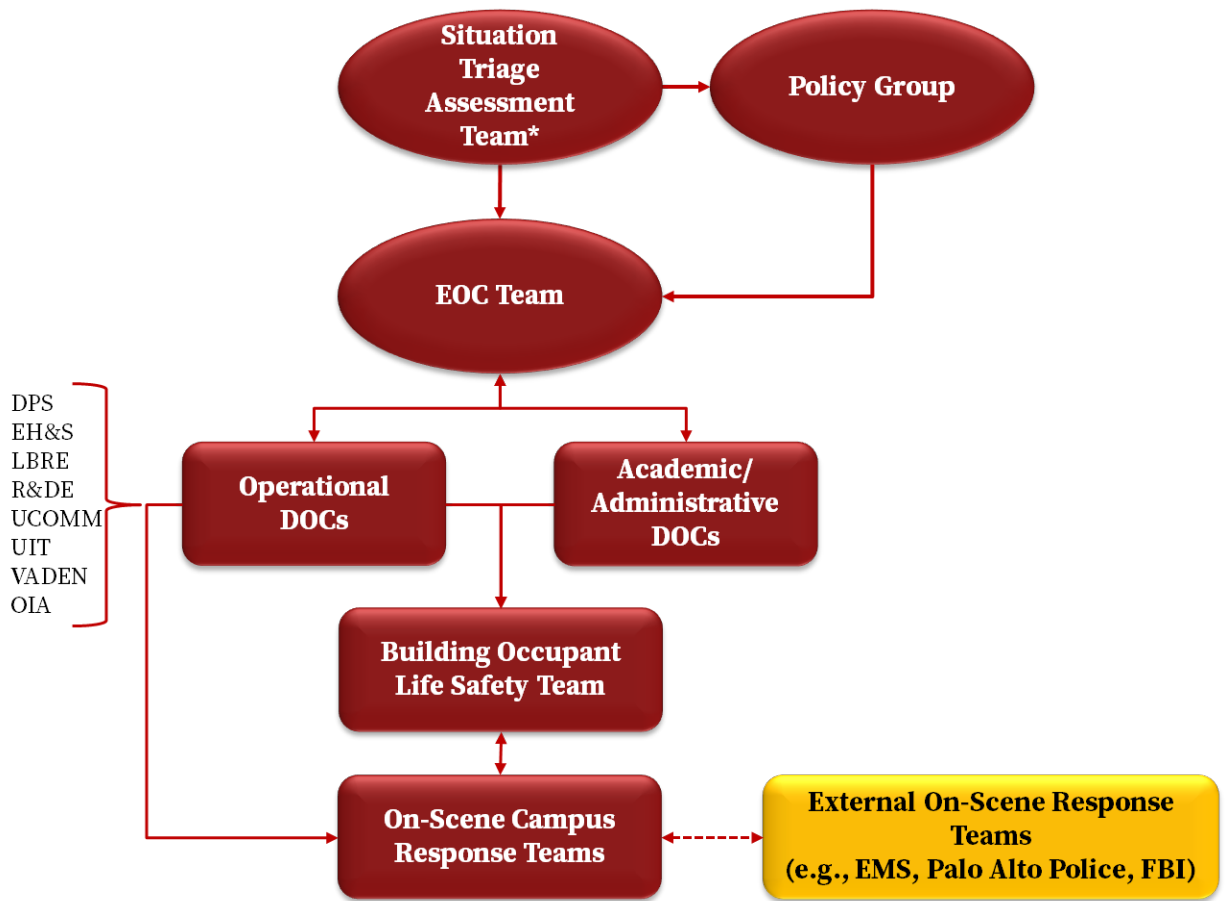 Situation
Triage
Assessment
Team*
Policy Group
EOC Team
DPS
EH&S
LBRE
R&DE
UCOMM
UIT
VADEN
OIA
Operational
DOCs
Academic/
Administrative
DOCs
Building Occupant
Life Safety Team
On-Scene Campus
Response Teams
External On-Scene Response
Teams
(e.g., EMS, Palo Alto Police, FBI)